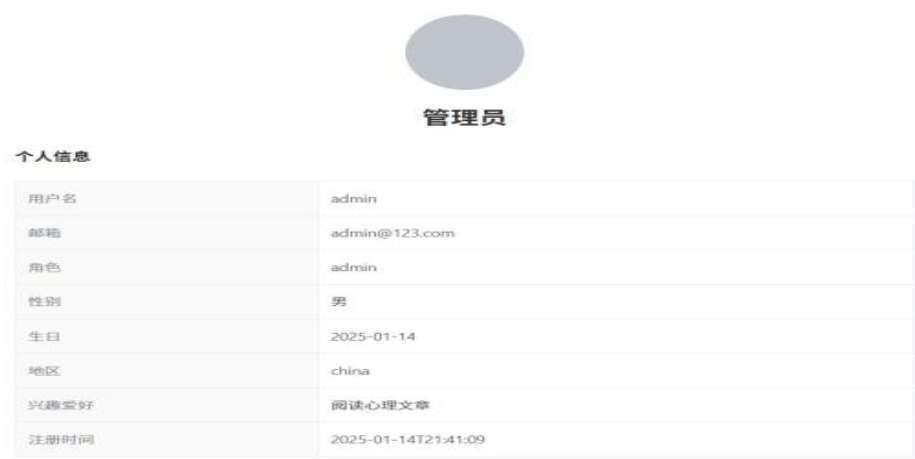 管理员
个人信息
用户名 admin
邮箱 admin@123.com
角色 admin
性别 男
生日 2025-01-14
地区 china
兴趣爱好 阅读心理文章
注册时间 2025-01-14T21:41:09